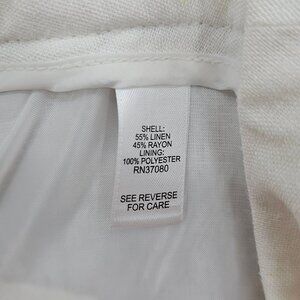 SHELL:
55% LINEN
45% RAYON
LINING:
100% POLYESTER
RN37080
SEE REVERSE
FOR CARE